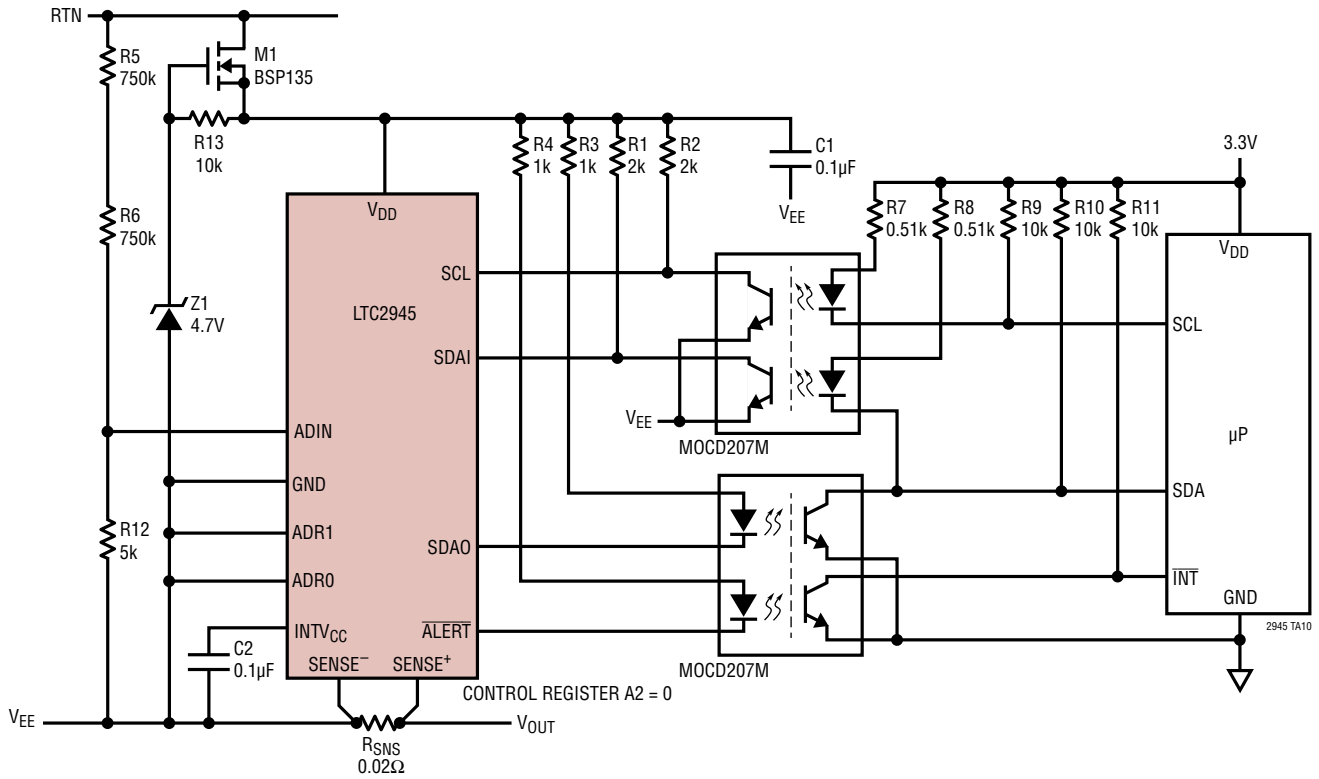 RTN
R5
750k
M1
BSP135
R13
10k
R4
1k
R3
1k
R1
2k
R2
2k
C1
0.1µF
VEE
3.3V
R6
750k
VDD
R7
0.51k
R8
0.51k
R9
10k
R10
10k
R11
10k
VDD
SCL
Z1
4.7V
LTC2945
SCL
SDAI
VEE
MOCD207M
ADIN
µP
GND
SDA
R12
5k
ADR1
SDAO
ADR0
INT
GND
2945 TA10
INTVCC
ALERT
C2
0.1µF
SENSE– SENSE+
MOCD207M
CONTROL REGISTER A2 = 0
VEE
VOUT
RSNS
0.02Ω